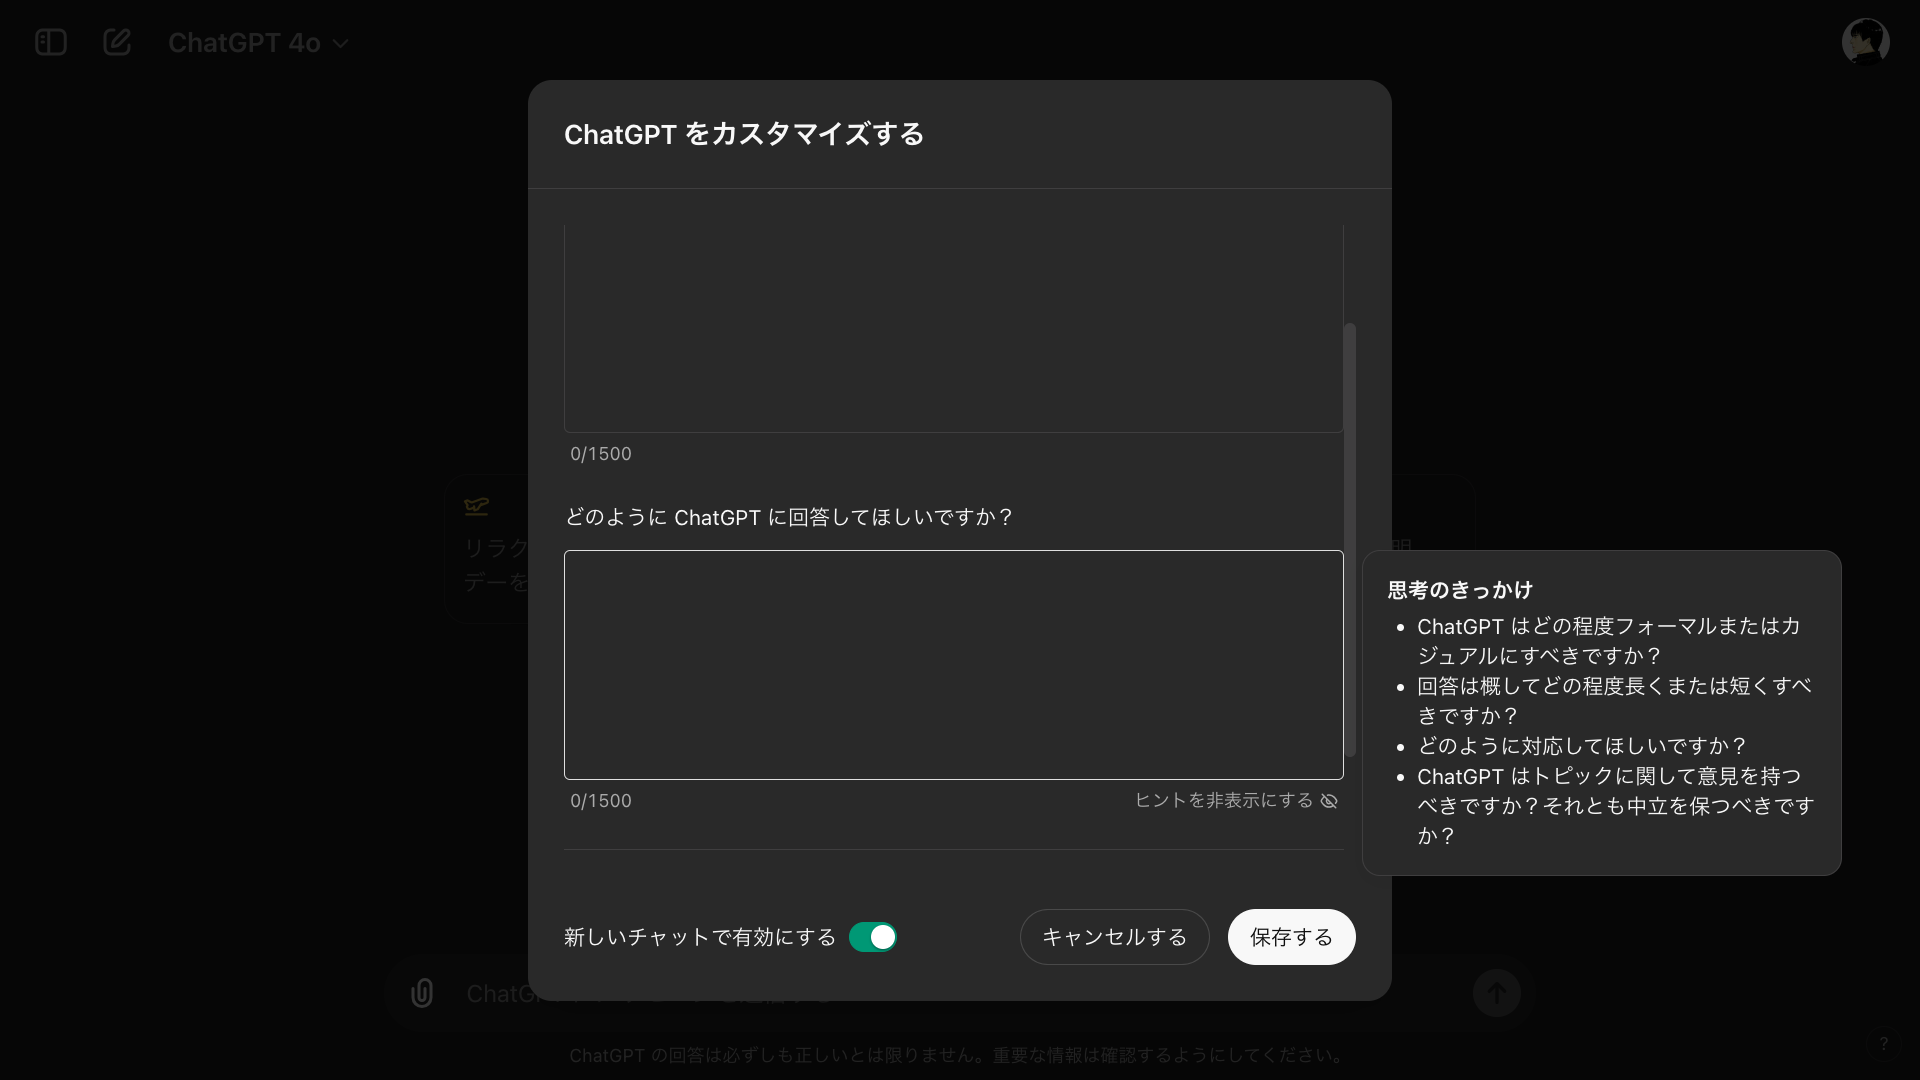 ChatGPT 4o
ChatGPT をカスタマイズする
0/1500
どのように ChatGPT に回答してほしいですか？
リラク
デーを
明
思考のきっかけ
• ChatGPT はどの程度フォーマルまたはカ
ジュアルにすべきですか？
• 回答は概してどの程度長くまたは短くすべ
きですか？
• どのように対応してほしいですか？
• ChatGPT はトピックに関して意見を持つ
べきですか？それとも中立を保つべきです
か？
0/1500
ヒントを非表示にする
新しいチャットで有効にする
キャンセルする
保存する
ChatG
ChatGPT の回答は必ずしも正しいとは限りません。重要な情報は確認するようにしてください。
?